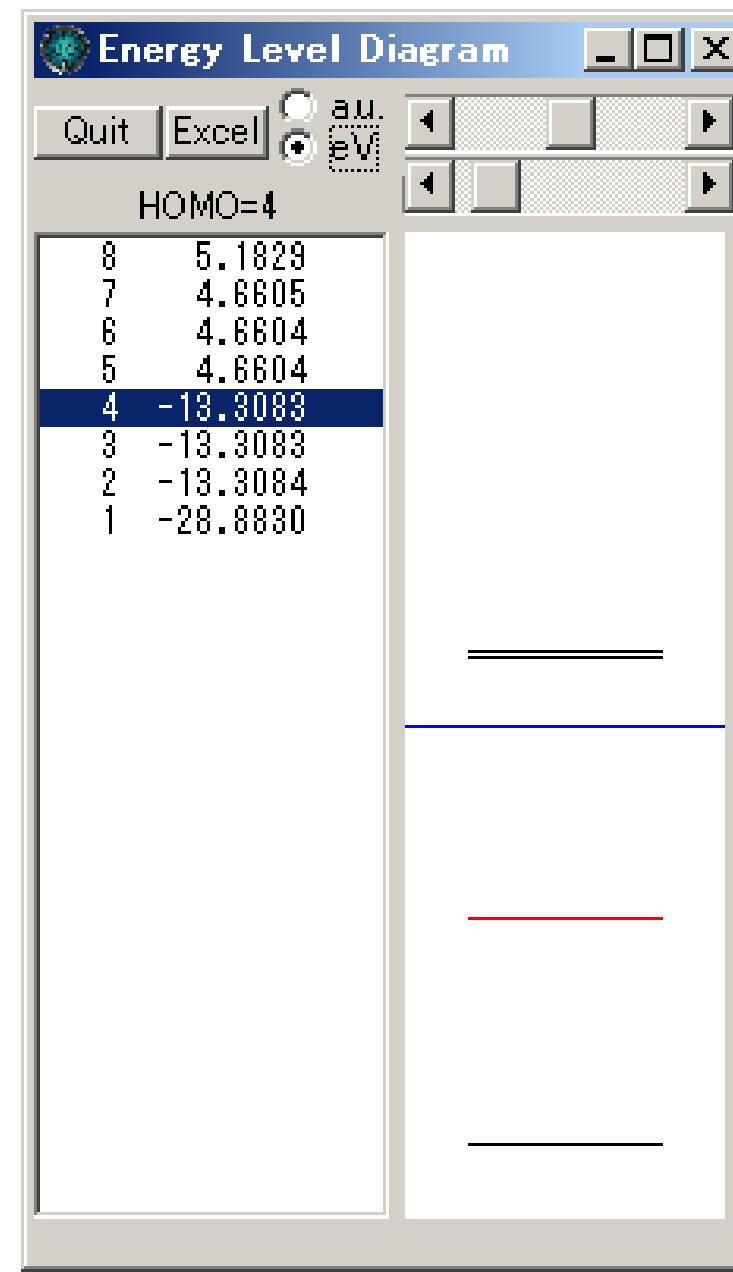 Energy Level Diagram
Quit Excel a.u.
eV
HOMO=4
8 5.1829
7 4.6605
6 4.6604
5 4.6604
4 -13.3083
3 -13.3083
2 -13.3084
1 -28.8830